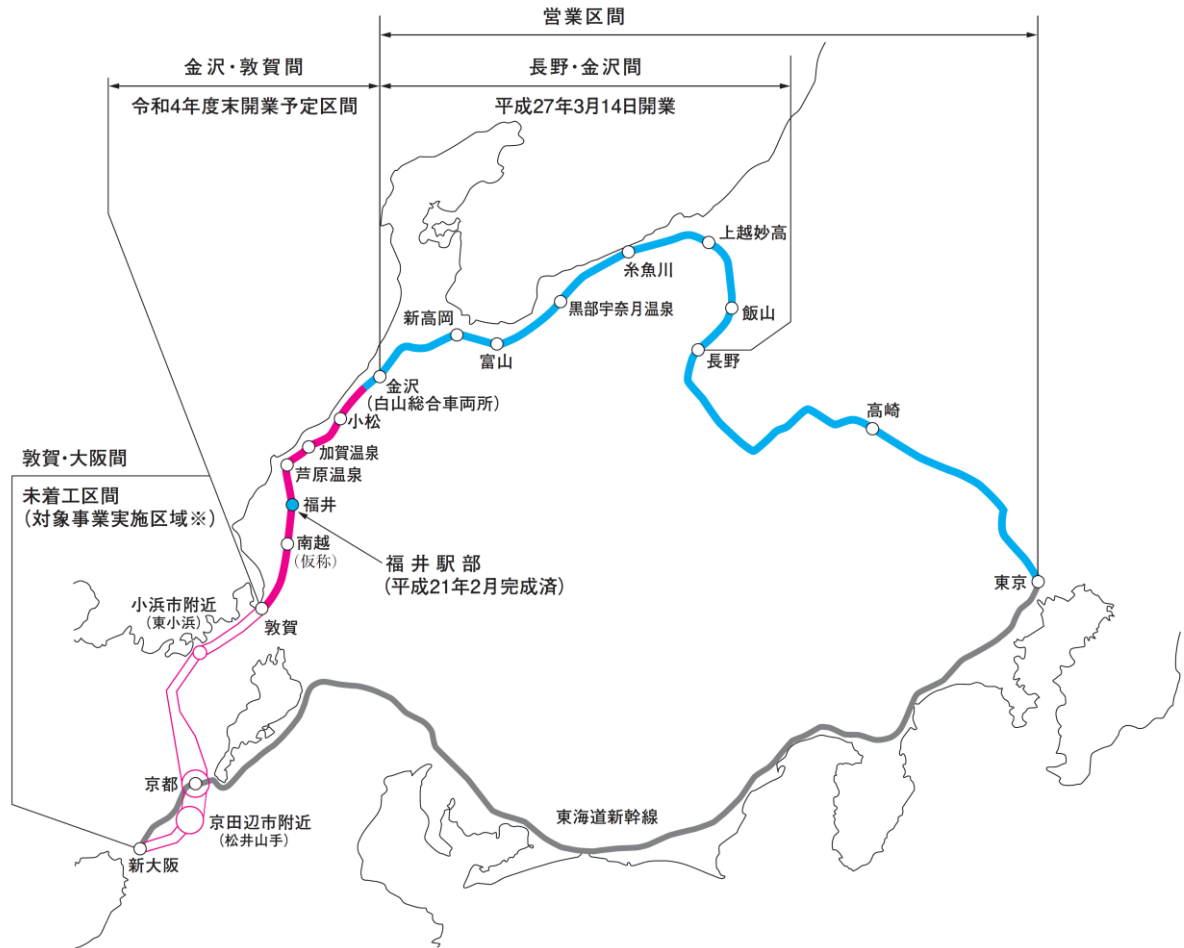 営業区間
金沢・敦賀間
長野・金沢間
令和4年度末開業予定区間
平成27年3月14日開業
上越妙高
糸魚川
黒部宇奈月温泉
飯山
新高岡
富山
長野
金沢
(白山総合車両所)
高崎
小松
加賀温泉
芦原温泉
敦賀・大阪間
未着工区間
(対象事業実施区域※)
福井
南越
(仮称)
福井駅部
(平成21年2月完成済)
東京
小浜市附近
(東小浜)
敦賀
京都
京田辺市附近
(松井山手)
東海道新幹線
新大阪